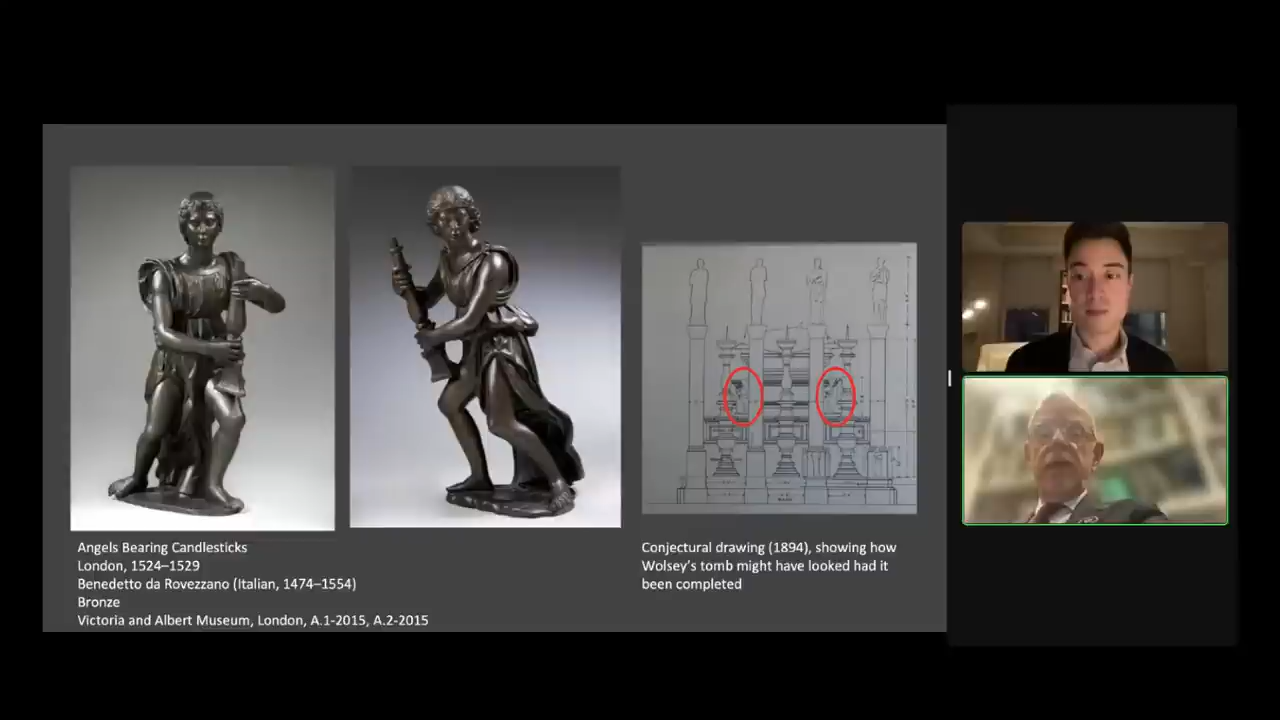 Angels Bearing Candlesticks
London, 1524–1529
Benedetto da Rovezzano (Italian, 1474–1554)
Bronze
Victoria and Albert Museum, London, A.1-2015, A.2-2015
Conjectural drawing (1894), showing how
Wolsey's tomb might have looked had it
been completed